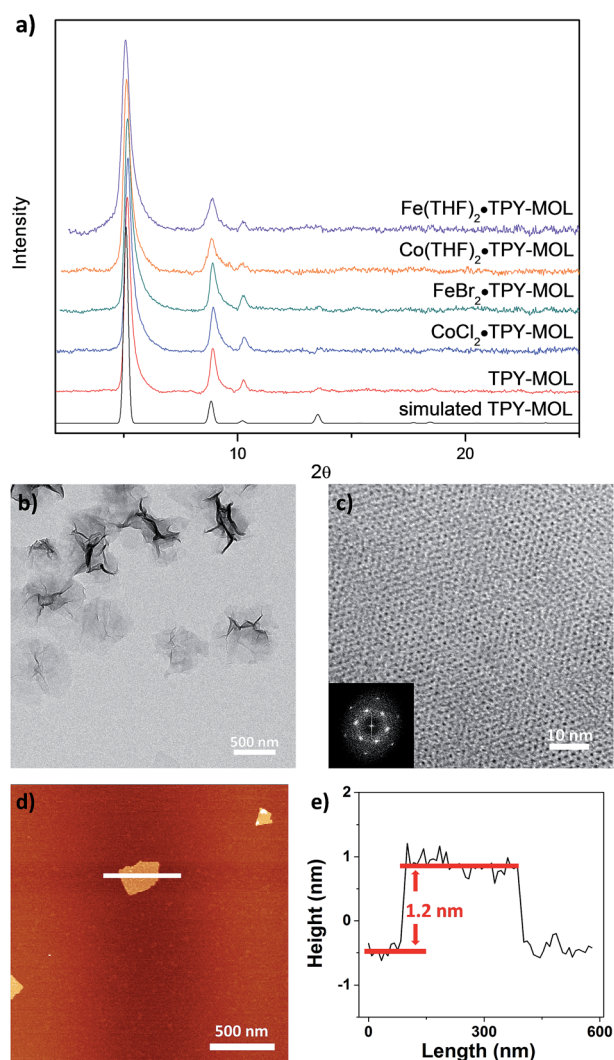 a)
Intensity
Fe(THF)₂•TPY-MOL
Co(THF)₂•TPY-MOL
FeBr₂•TPY-MOL
CoCl₂•TPY-MOL
TPY-MOL
simulated TPY-MOL
10 20
2θ
b)
500 nm
c)
10 nm
d)
500 nm
e)
Height (nm)
2
1
0
-1
1.2 nm
0 300 600
Length (nm)